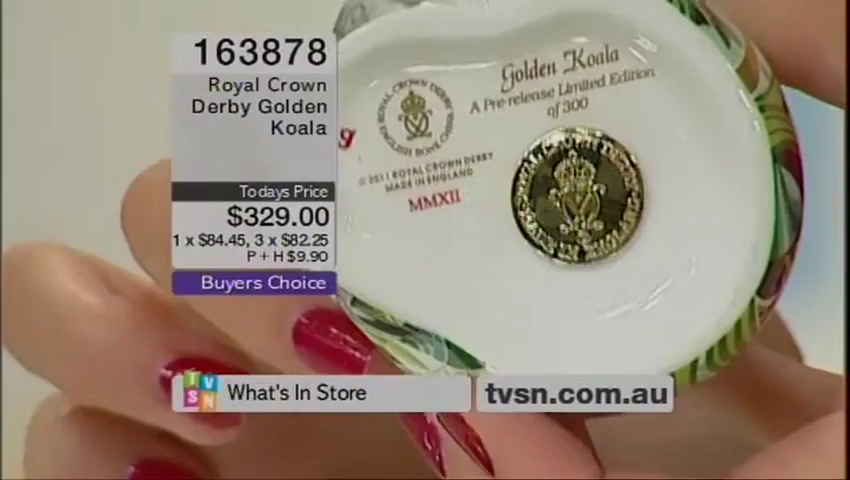 163878
Royal Crown
Derby Golden
Koala
Todays Price
$329.00
1 x $84.45, 3 x $82.25
P + H $9.90
Buyers Choice
Golden Koala
A Pre-release Limited Edition
of 300
ROYAL CROWN DERBY
ENGLISH BONE CHINA
© 2011 ROYAL CROWN DERBY
MADE IN ENGLAND
MMXII
TVSN
What's In Store
tvsn.com.au